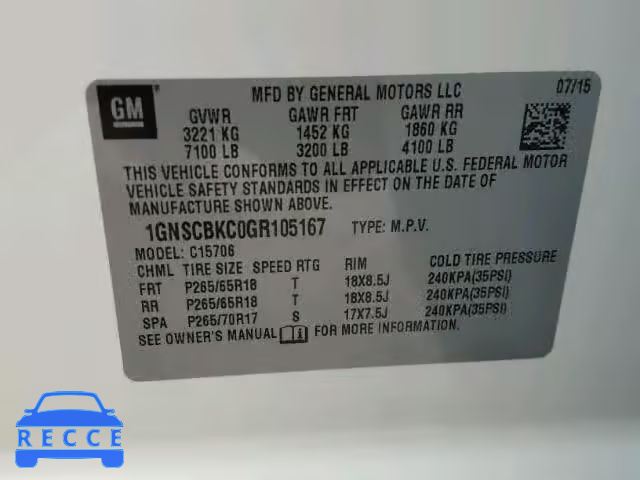 GM
MFD BY GENERAL MOTORS LLC 07/15
GVWR GAWR FRT GAWR RR
3221 KG 1452 KG 1860 KG
7100 LB 3200 LB 4100 LB
THIS VEHICLE CONFORMS TO ALL APPLICABLE U.S. FEDERAL MOTOR
VEHICLE SAFETY STANDARDS IN EFFECT ON THE DATE OF
MANUFACTURE SHOWN ABOVE.
1GNSCBKC0GR105167 TYPE: M.P.V.
MODEL: C15706
CHML TIRE SIZE SPEED RTG RIM COLD TIRE PRESSURE
FRT P265/65R18 T 18X8.5J 240KPA(35PSI)
RR P265/65R18 T 18X8.5J 240KPA(35PSI)
SPA P265/70R17 S 17X7.5J 240KPA(35PSI)
SEE OWNER'S MANUAL FOR MORE INFORMATION.
RECCE
RECCE